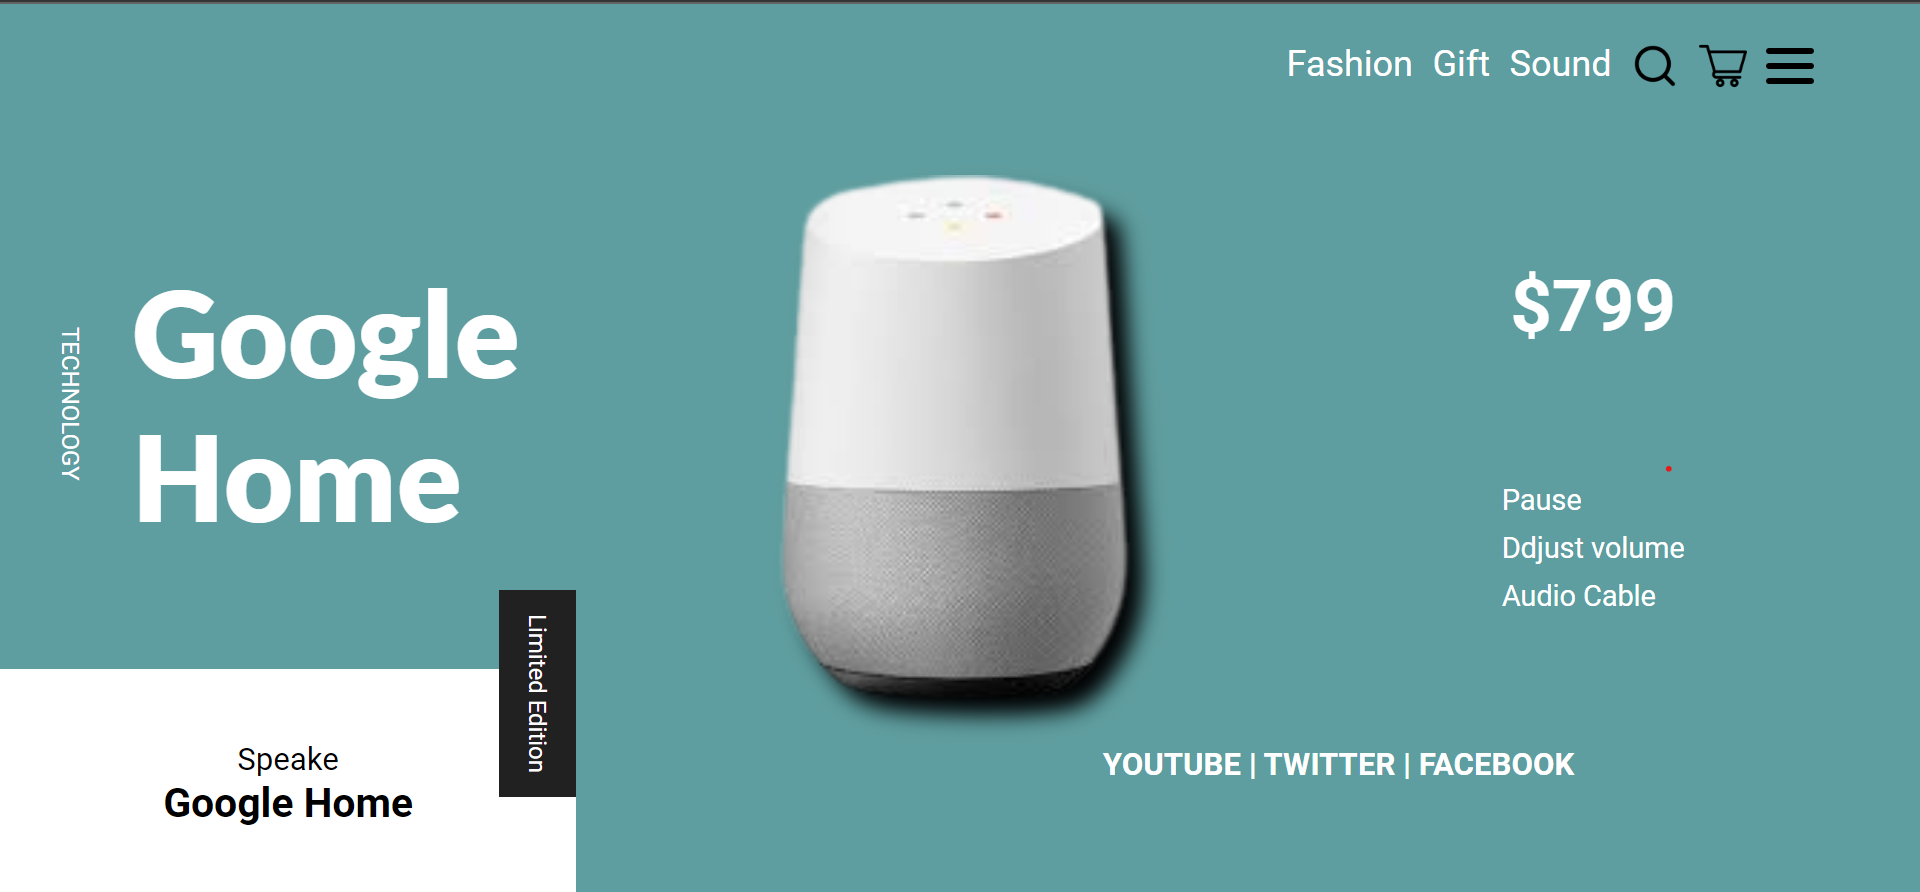 Fashion Gift Sound
TECHNOLOGY
Google
Home
$799
Pause
Ddjust volume
Audio Cable
Limited Edition
Speake
Google Home
YOUTUBE | TWITTER | FACEBOOK